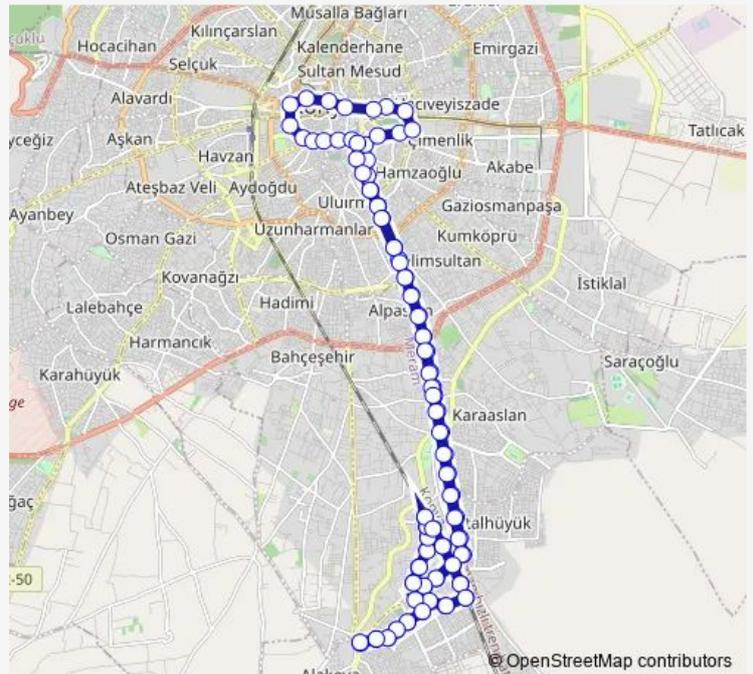 Musalla Bağları
Kılınçarslan
Hocacihan
Kalenderhane
Emirgazi
Selçuk
Sultan Mesud
Alavardı
Aşkan
Çimenlik
Tatlıcak
Havzan
Akabe
Hamzaoğlu
Ateşbaz Veli
Aydoğdu
Gaziosmanpaşa
Ayanbey
Uzunharmanlar
Osman Gazi
Kumköprü
Kovanağzı
İstiklal
Hadimi
Lalebahçe
Harmancık
Meram
Bahçeşehir
Saraçoğlu
Karahüyük
Karaaslan
-50
© OpenStreetMap contributors